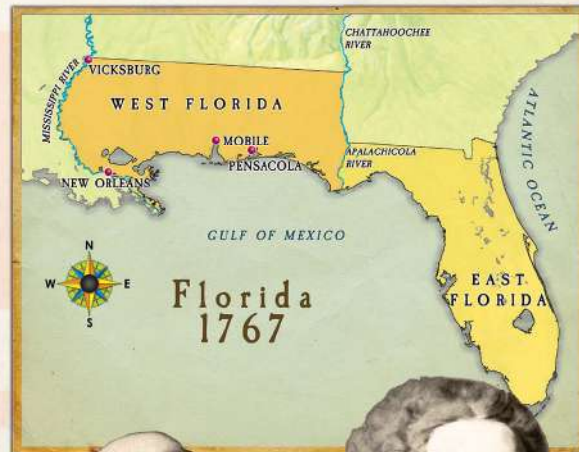 CHATTAHOOCHEE
RIVER
MISSISSIPPI RIVER
VICKSBURG
WEST FLORIDA
ATLANTIC OCEAN
MOBILE
PENSACOLA
APALACHICOLA
RIVER
NEW ORLEANS
GULF OF MEXICO
N
W
E
S
EAST
FLORIDA
Florida
1767